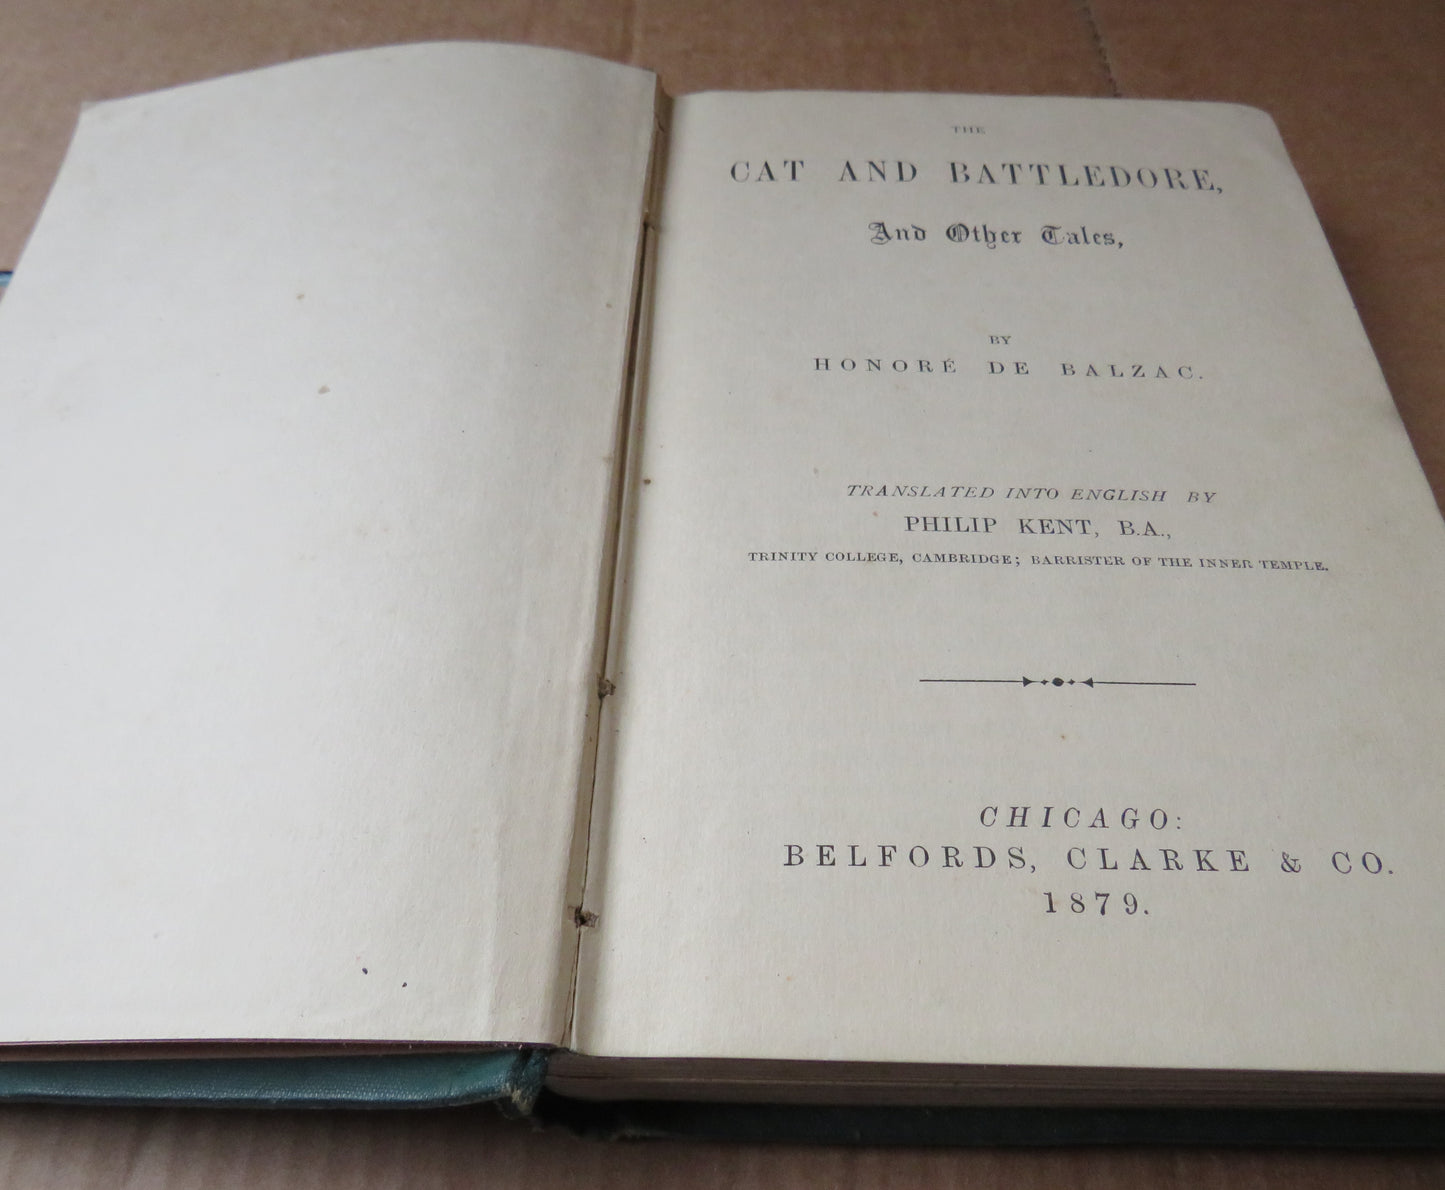 THE
CAT AND BATTLEDORE,
And Other Tales,
BY
HONORÉ DE BALZAC.
TRANSLATED INTO ENGLISH BY
PHILIP KENT, B.A.,
TRINITY COLLEGE, CAMBRIDGE; BARRISTER OF THE INNER TEMPLE.
CHICAGO:
BELFORDS, CLARKE & CO.
1879.